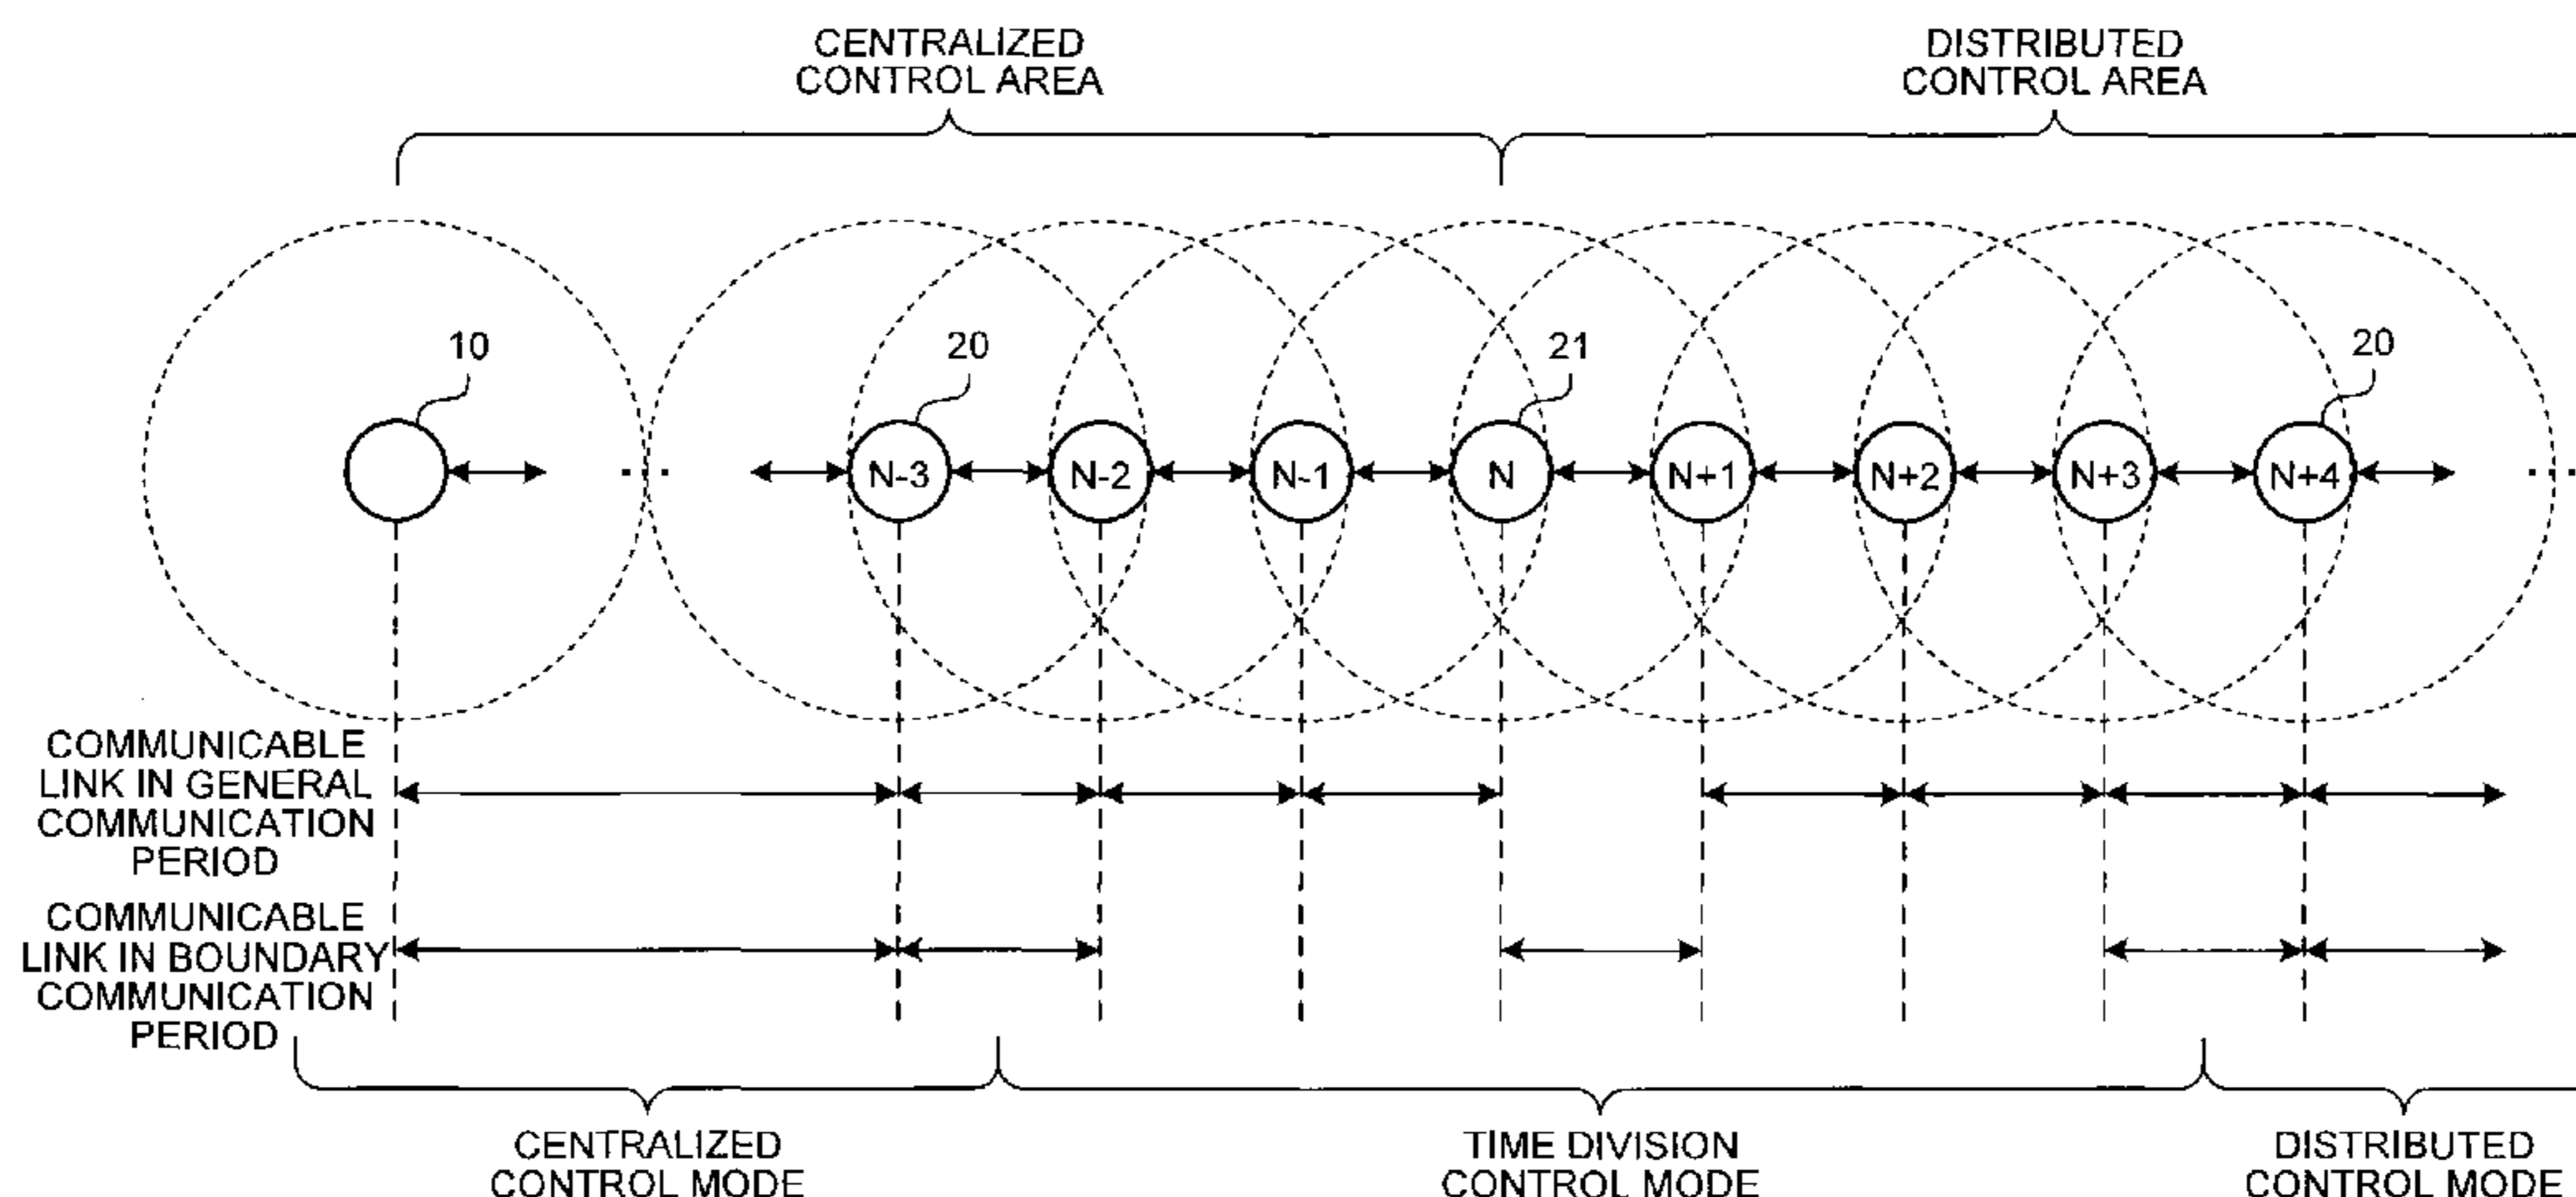 CENTRALIZED
CONTROL AREA
DISTRIBUTED
CONTROL AREA
10
20
21
20
...
N-3
N-2
N-1
N
N+1
N+2
N+3
N+4
...
COMMUNICABLE
LINK IN GENERAL
COMMUNICATION
PERIOD
COMMUNICABLE
LINK IN BOUNDARY
COMMUNICATION
PERIOD
CENTRALIZED
CONTROL MODE
TIME DIVISION
CONTROL MODE
DISTRIBUTED
CONTROL MODE